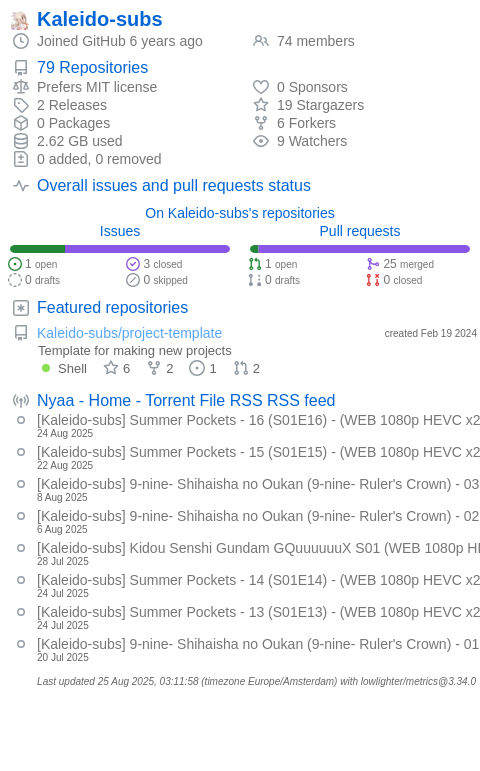 Kaleido-subs
Joined GitHub 6 years ago
74 members
79 Repositories
Prefers MIT license
0 Sponsors
2 Releases
19 Stargazers
0 Packages
6 Forkers
2.62 GB used
9 Watchers
0 added, 0 removed
Overall issues and pull requests status
On Kaleido-subs's repositories
Issues
Pull requests
1 open
3 closed
1 open
25 merged
0 drafts
0 skipped
0 drafts
0 closed
Featured repositories
Kaleido-subs/project-template
created Feb 19 2024
Template for making new projects
Shell 6 2 1 2
Nyaa - Home - Torrent File RSS RSS feed
[Kaleido-subs] Summer Pockets - 16 (S01E16) - (WEB 1080p HEVC x2
24 Aug 2025
[Kaleido-subs] Summer Pockets - 15 (S01E15) - (WEB 1080p HEVC x2
22 Aug 2025
[Kaleido-subs] 9-nine- Shihaisha no Oukan (9-nine- Ruler's Crown) - 03
8 Aug 2025
[Kaleido-subs] 9-nine- Shihaisha no Oukan (9-nine- Ruler's Crown) - 02
6 Aug 2025
[Kaleido-subs] Kidou Senshi Gundam GQuuuuuuX S01 (WEB 1080p HE
28 Jul 2025
[Kaleido-subs] Summer Pockets - 14 (S01E14) - (WEB 1080p HEVC x2
24 Jul 2025
[Kaleido-subs] Summer Pockets - 13 (S01E13) - (WEB 1080p HEVC x2
24 Jul 2025
[Kaleido-subs] 9-nine- Shihaisha no Oukan (9-nine- Ruler's Crown) - 01
20 Jul 2025
Last updated 25 Aug 2025, 03:11:58 (timezone Europe/Amsterdam) with lowlighter/metrics@3.34.0